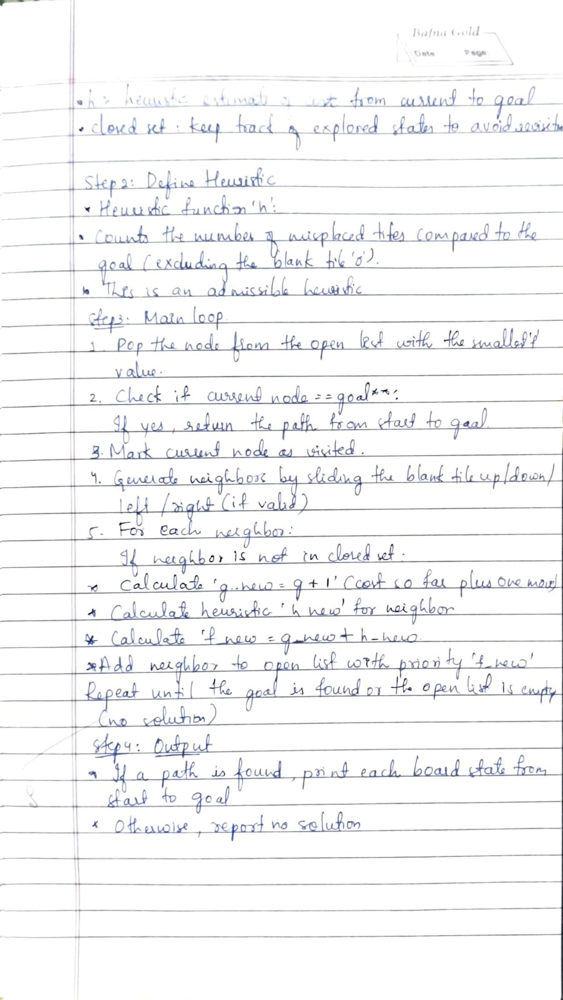 Bafna Gold
Date Page
• h : heuristic estimate of cost from current to goal
• closed set : keep track of explored states to avoid revisiting
Step 2: Define Heuristic
* Heuristic function 'h':
• Counts the number of misplaced tiles compared to the
goal (excluding the blank tile '0').
• This is an admissible heuristic
Step 3: Main loop
1. Pop the node from the open list with the smallest 'f'
value.
2. Check if current node == goal**:
If yes, return the path from start to goal
3. Mark current node as visited.
4. Generate neighbors by sliding the blank tile up/down/
left/right (if valid)
5. For each neighbor:
If neighbor is not in closed set:
* Calculate 'g_new = g + 1' (cost so far plus one move)
* Calculate heuristic 'h new' for neighbor
* Calculate 'f_new = g_new + h_new.
* Add neighbor to open list with priority 'f_new'
Repeat until the goal is found or the open list is empty
(no solution)
Step 4: Output
* If a path is found, print each board state from
start to goal
* Otherwise, report no solution